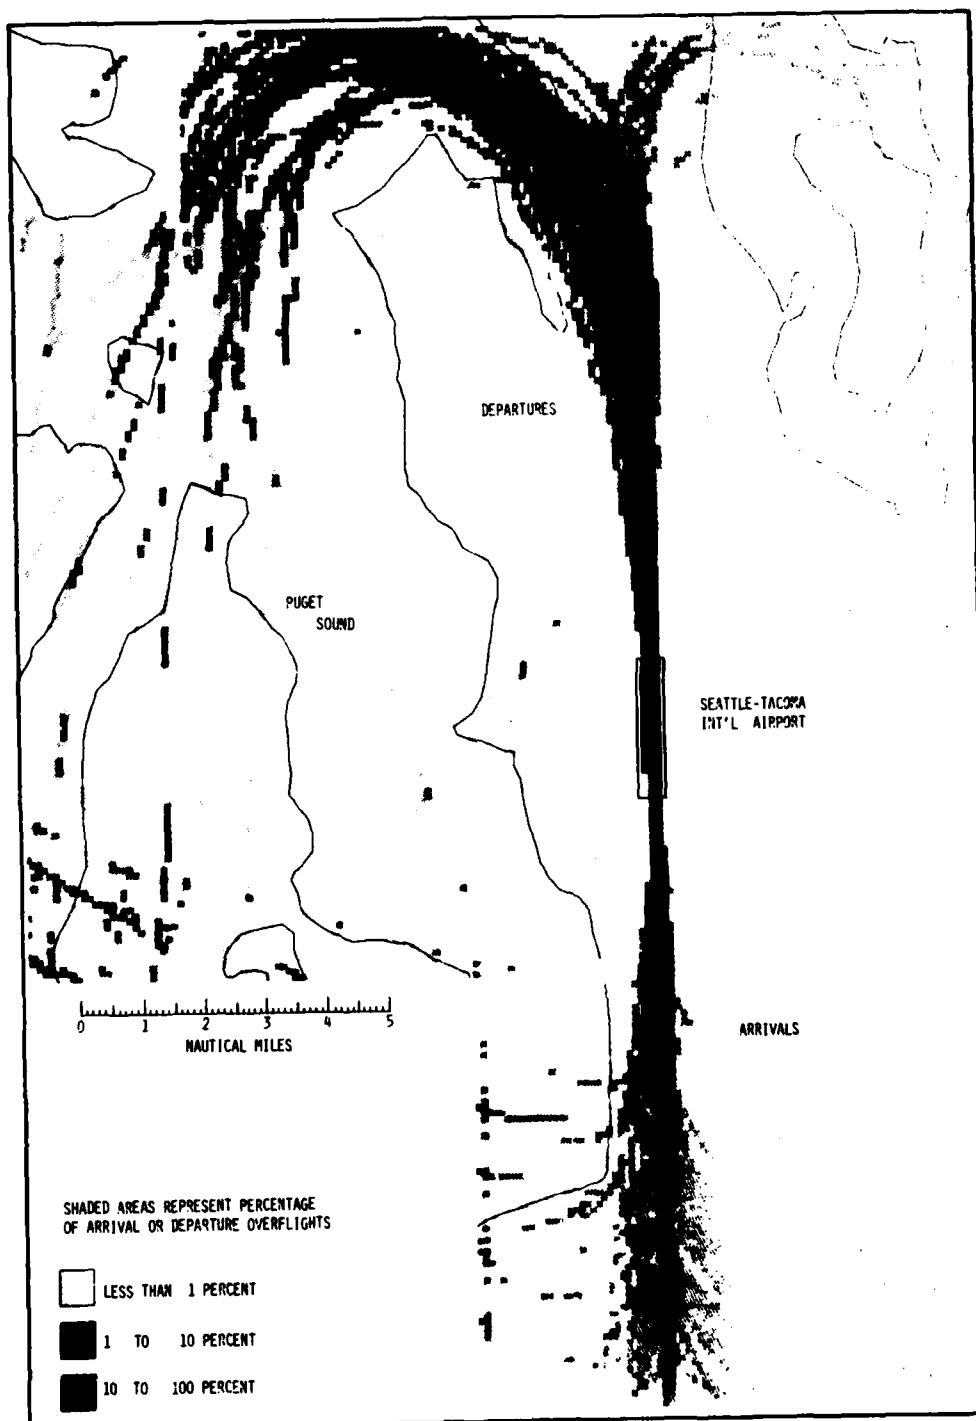 DEPARTURES
PUGET
SOUND
SEATTLE-TACOMA
INT'L AIRPORT
0 1 2 3 4 5
NAUTICAL MILES
ARRIVALS
SHADED AREAS REPRESENT PERCENTAGE
OF ARRIVAL OR DEPARTURE OVERFLIGHTS
LESS THAN 1 PERCENT
1 TO 10 PERCENT
10 TO 100 PERCENT